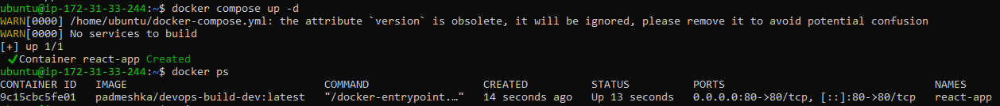 ubuntu@ip-172-31-33-244:~$ docker compose up -d
WARN[0000] /home/ubuntu/docker-compose.yml: the attribute `version` is obsolete, it will be ignored, please remove it to avoid potential confusion
WARN[0000] No services to build
[+] up 1/1
✔Container react-app Created
ubuntu@ip-172-31-33-244:~$ docker ps
CONTAINER ID   IMAGE                               COMMAND                  CREATED          STATUS          PORTS                                 NAMES
9c15cbc5fe01   padmeshka/devops-build-dev:latest   "/docker-entrypoint.…"   14 seconds ago   Up 13 seconds   0.0.0.0:80->80/tcp, [::]:80->80/tcp   react-app